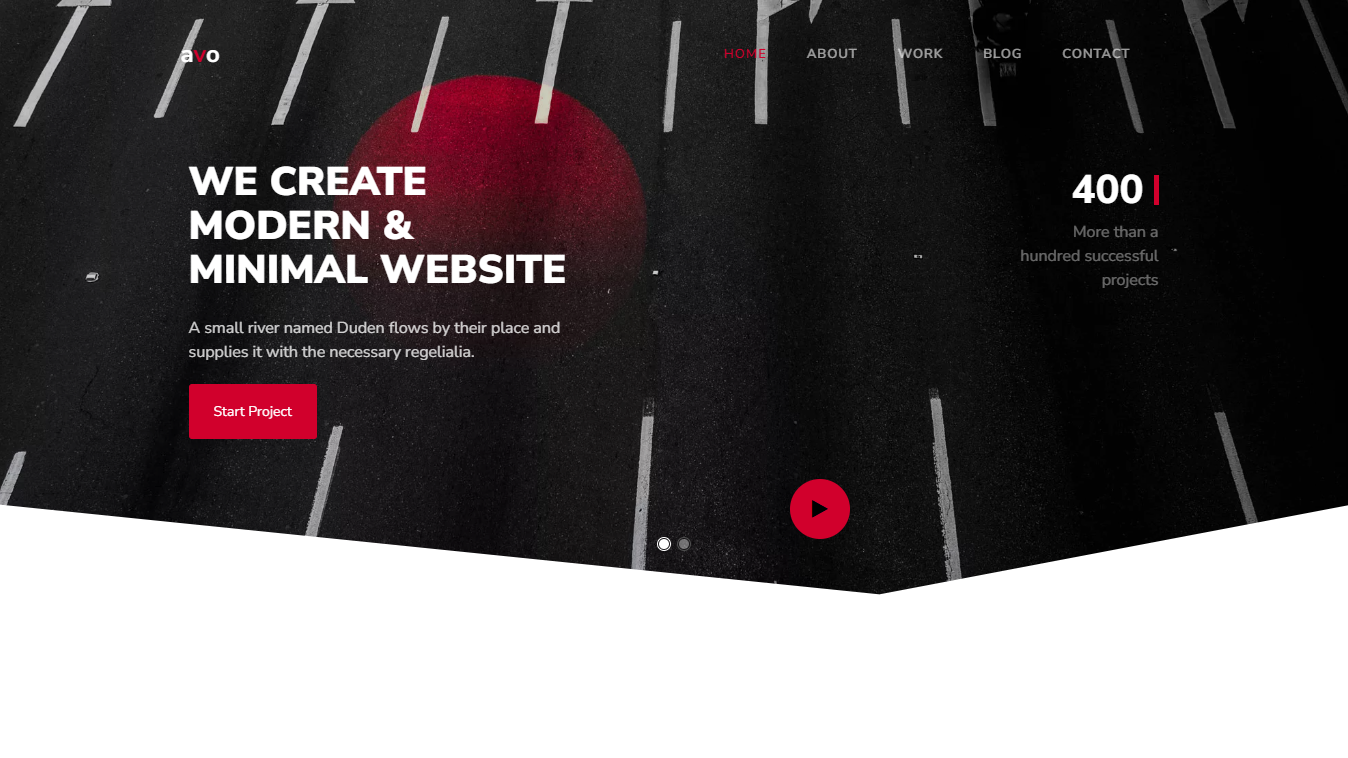 avo
HOME ABOUT WORK BLOG CONTACT
WE CREATE
MODERN &
MINIMAL WEBSITE
A small river named Duden flows by their place and
supplies it with the necessary regelialia.
Start Project
400
More than a
hundred successful
projects